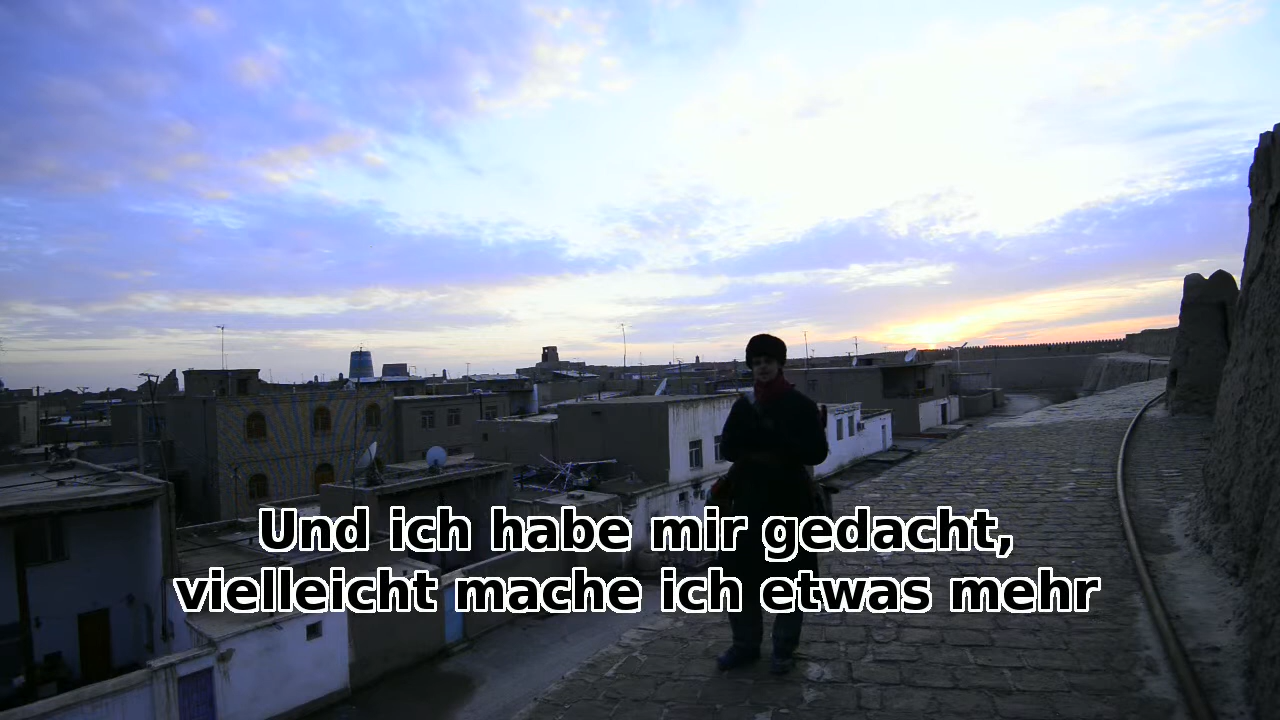 Und ich habe mir gedacht,
vielleicht mache ich etwas mehr